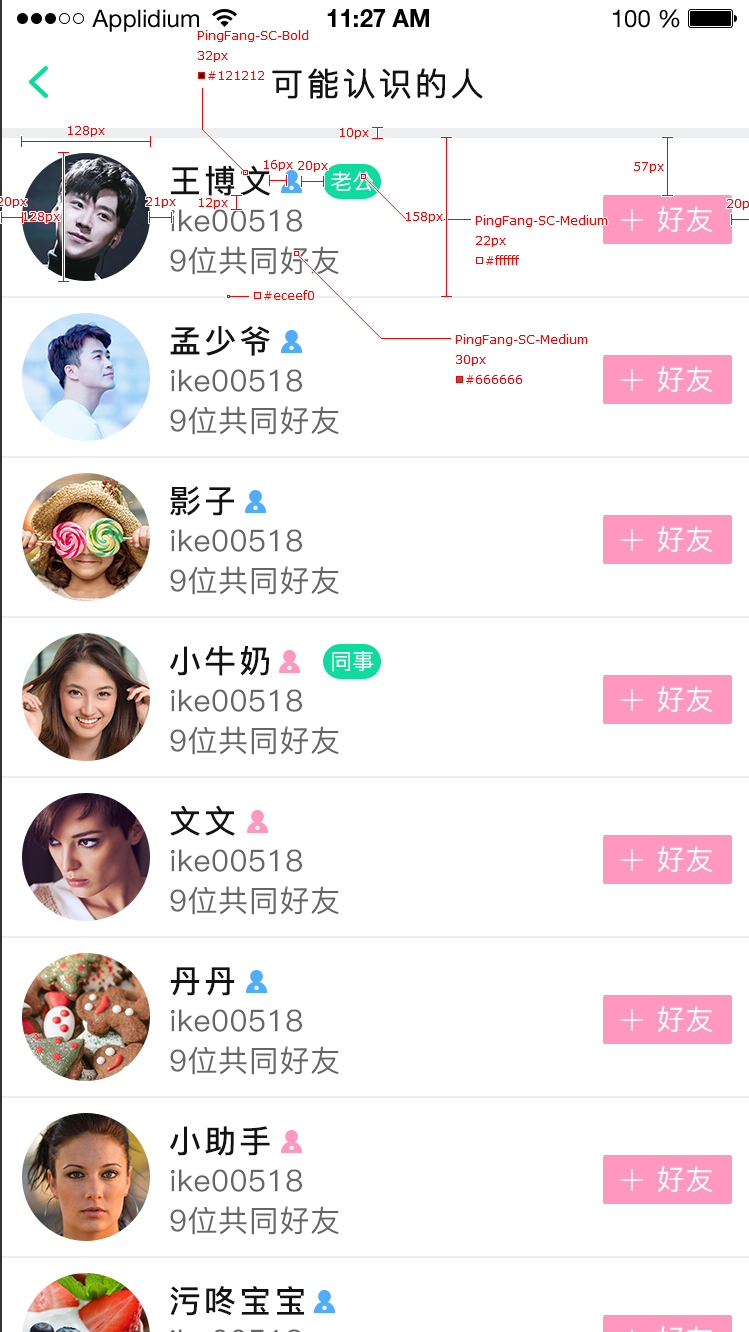 Applidium 11:27 AM 100 %
PingFang-SC-Bold
32px
#121212
可能认识的人
128px
10px
57px
16px 20px
王博文 老公
20px
128px
21px
12px
158px
20p
ike00518
PingFang-SC-Medium
22px
#ffffff
+ 好友
9位共同好友
#eceef0
PingFang-SC-Medium
30px
#666666
孟少爷
ike00518
9位共同好友
+ 好友
影子
ike00518
9位共同好友
+ 好友
小牛奶 同事
ike00518
9位共同好友
+ 好友
文文
ike00518
9位共同好友
+ 好友
丹丹
ike00518
9位共同好友
+ 好友
小助手
ike00518
9位共同好友
+ 好友
污咚宝宝
ike00518
+ 好友